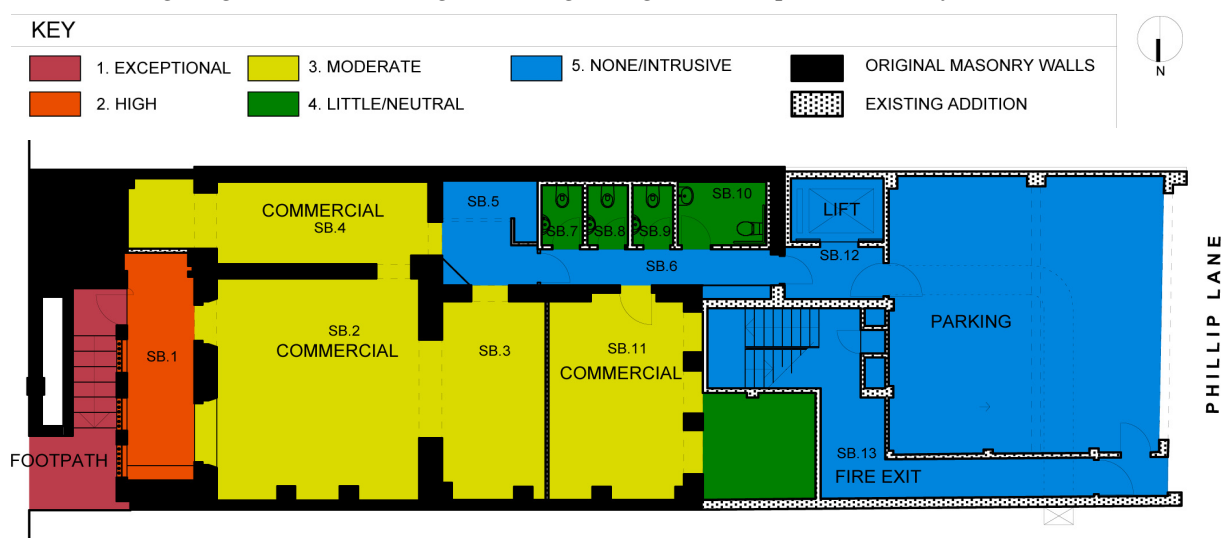 KEY
1. EXCEPTIONAL
3. MODERATE
5. NONE/INTRUSIVE
ORIGINAL MASONRY WALLS
2. HIGH
4. LITTLE/NEUTRAL
EXISTING ADDITION
N
COMMERCIAL
SB.4
SB.5
SB.7
SB.8
SB.9
SB.10
LIFT
SB.6
SB.12
SB.1
SB.2
COMMERCIAL
SB.3
SB.11
COMMERCIAL
PARKING
PHILLIP LANE
FOOTPATH
SB.13
FIRE EXIT